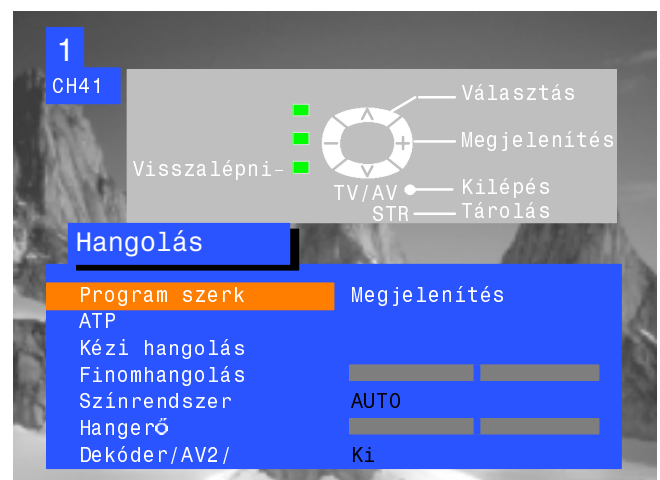 1
CH41
Választás
Megjelenítés
Visszalépni-
TV/AV Kilépés
STR Tárolás
Hangolás
Program szerk Megjelenítés
ATP
Kézi hangolás
Finomhangolás
Színrendszer AUTO
Hangerő
Dekóder/AV2/ Ki